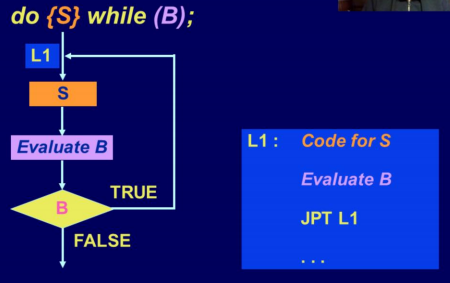 do {S} while (B);
L1
S
Evaluate B
B
TRUE
FALSE
L1 : Code for S
Evaluate B
JPT L1
. . .